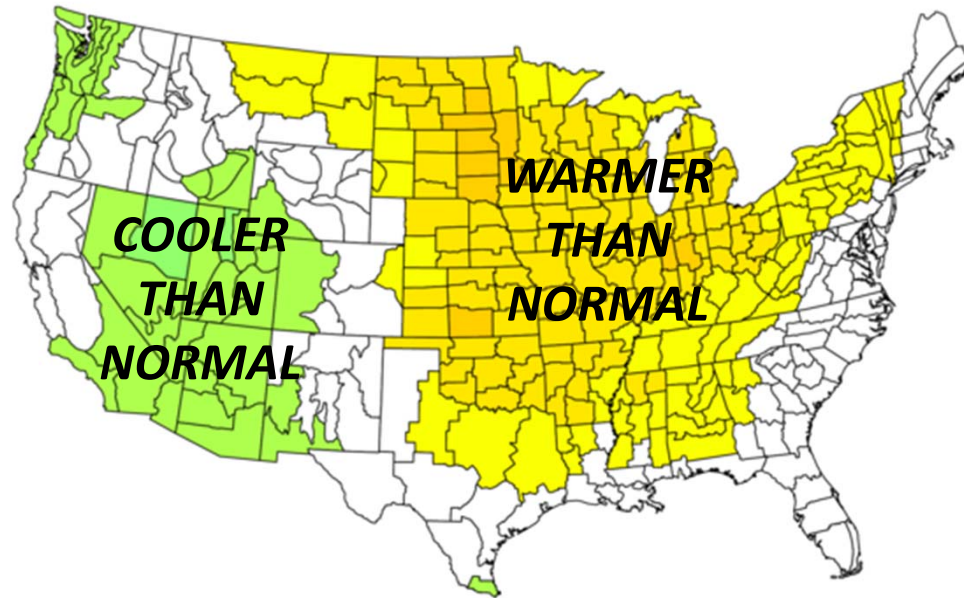 COOLER
THAN
NORMAL
WARMER
THAN
NORMAL